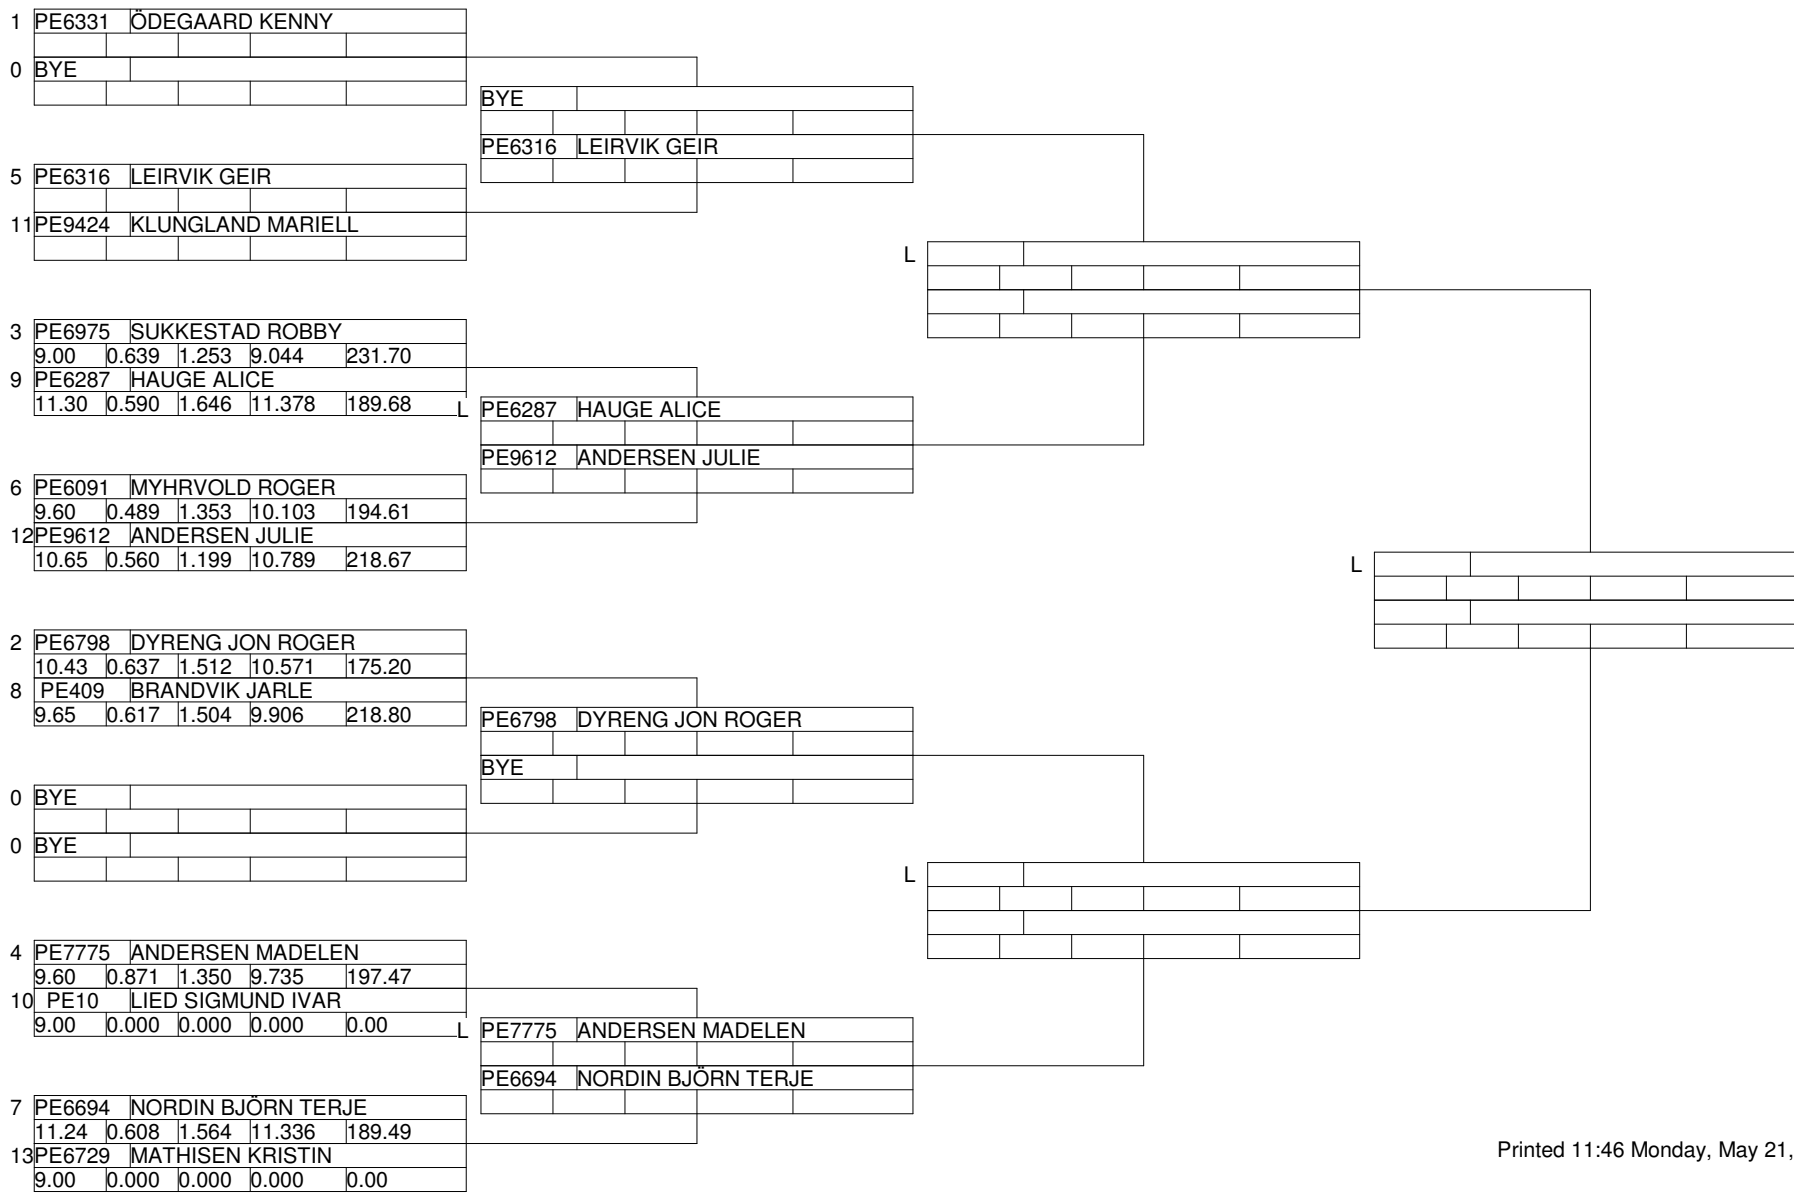 1 PE6331 ÖDEGAARD KENNY
0 BYE
5 PE6316 LEIRVIK GEIR
11 PE9424 KLUNGLAND MARIELL
3 PE6975 SUKKESTAD ROBBY
9.00 0.639 1.253 9.044 231.70
9 PE6287 HAUGE ALICE
11.30 0.590 1.646 11.378 189.68
6 PE6091 MYHRVOLD ROGER
9.60 0.489 1.353 10.103 194.61
12 PE9612 ANDERSEN JULIE
10.65 0.560 1.199 10.789 218.67
2 PE6798 DYRENG JON ROGER
10.43 0.637 1.512 10.571 175.20
8 PE409 BRANDVIK JARLE
9.65 0.617 1.504 9.906 218.80
0 BYE
0 BYE
4 PE7775 ANDERSEN MADELEN
9.60 0.871 1.350 9.735 197.47
10 PE10 LIED SIGMUND IVAR
9.00 0.000 0.000 0.000 0.00
7 PE6694 NORDIN BJÖRN TERJE
11.24 0.608 1.564 11.336 189.49
13 PE6729 MATHISEN KRISTIN
9.00 0.000 0.000 0.000 0.00
BYE
PE6316 LEIRVIK GEIR
L PE6287 HAUGE ALICE
PE9612 ANDERSEN JULIE
PE6798 DYRENG JON ROGER
BYE
L PE7775 ANDERSEN MADELEN
PE6694 NORDIN BJÖRN TERJE
L
L
L
Printed 11:46 Monday, May 21,